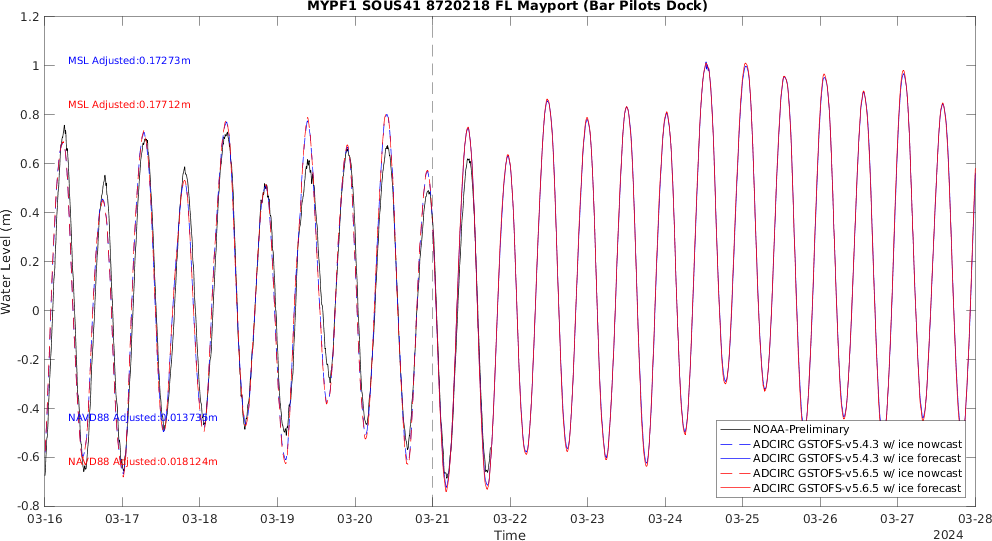 MYPF1 SOUS41 8720218 FL Mayport (Bar Pilots Dock)
1.2
1
0.8
0.6
0.4
0.2
0
-0.2
-0.4
-0.6
-0.8
Water Level (m)
MSL Adjusted:0.17273m
MSL Adjusted:0.17712m
NAVD88 Adjusted:0.013735m
NAVD88 Adjusted:0.018124m
NOAA-Preliminary
ADCIRC GSTOFS-v5.4.3 w/ ice nowcast
ADCIRC GSTOFS-v5.4.3 w/ ice forecast
ADCIRC GSTOFS-v5.6.5 w/ ice nowcast
ADCIRC GSTOFS-v5.6.5 w/ ice forecast
03-16 03-17 03-18 03-19 03-20 03-21 03-22 03-23 03-24 03-25 03-26 03-27 03-28
Time
2024